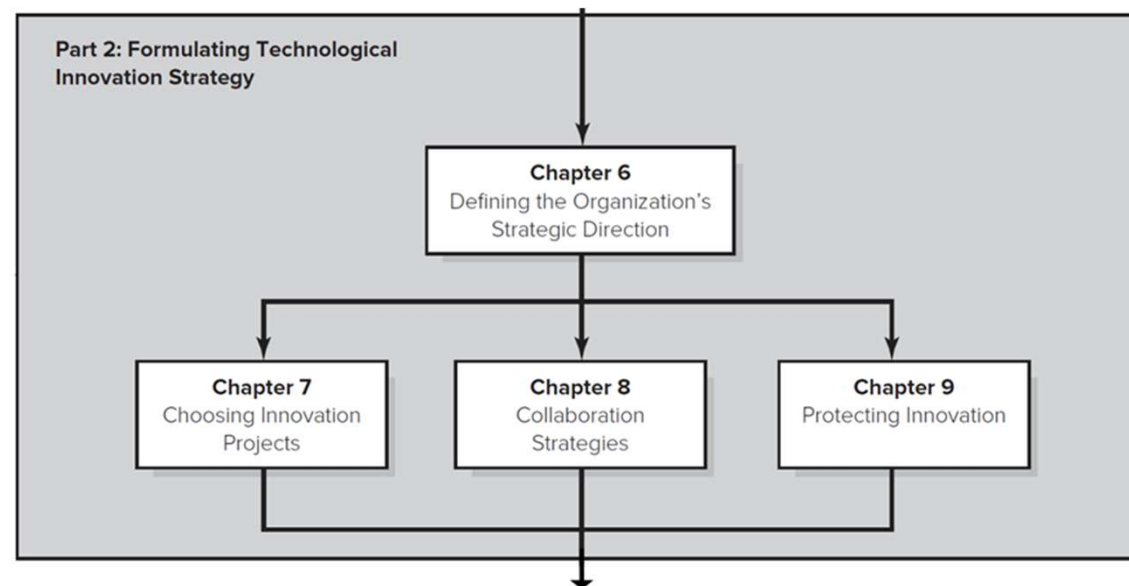 Part 2: Formulating Technological
Innovation Strategy
Chapter 6
Defining the Organization’s
Strategic Direction
Chapter 7
Choosing Innovation
Projects
Chapter 8
Collaboration
Strategies
Chapter 9
Protecting Innovation